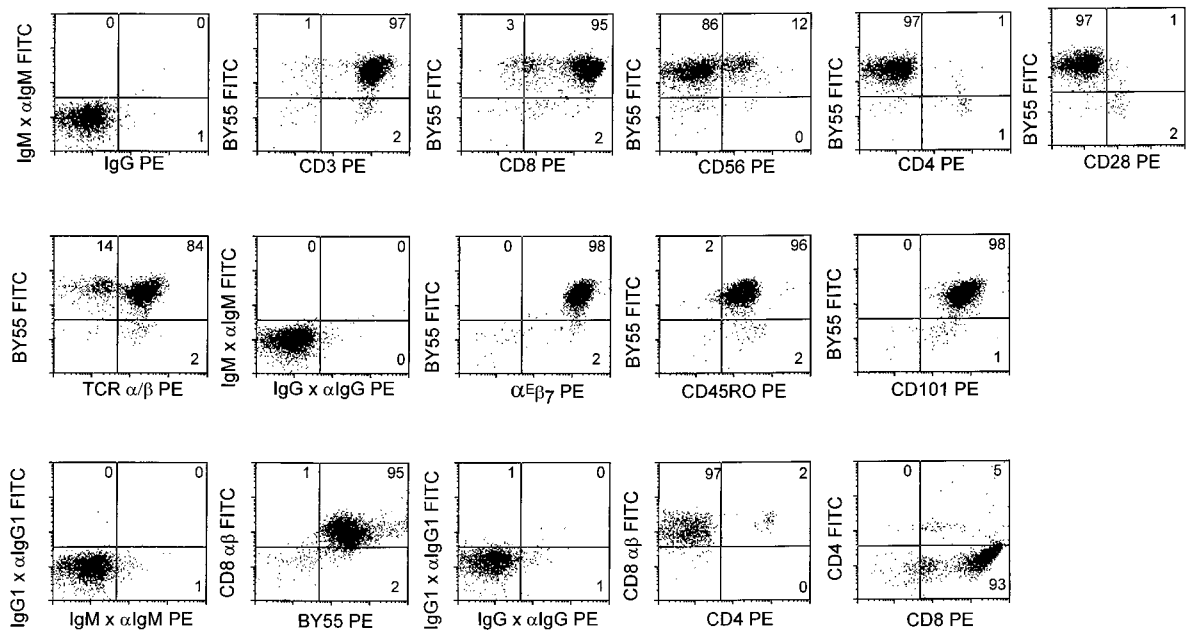 IgM x αIgM FITC
0 0
1
IgG PE
BY55 FITC
1 97
2
CD3 PE
BY55 FITC
3 95
2
CD8 PE
BY55 FITC
86 12
0
CD56 PE
BY55 FITC
97 1
1
CD4 PE
BY55 FITC
97 1
2
CD28 PE
BY55 FITC
14 84
2
TCR α/β PE
IgM x αIgM FITC
0 0
0
IgG x αIgG PE
BY55 FITC
0 98
2
αEβ7 PE
BY55 FITC
2 96
2
CD45RO PE
BY55 FITC
0 98
1
CD101 PE
IgG1 x αIgG1 FITC
0 0
1
IgM x αIgM PE
CD8 αβ FITC
1 95
2
BY55 PE
IgG1 x αIgG1 FITC
1 0
1
IgG x αIgG PE
CD8 αβ FITC
97 2
0
CD4 PE
CD4 FITC
0 5
93
CD8 PE